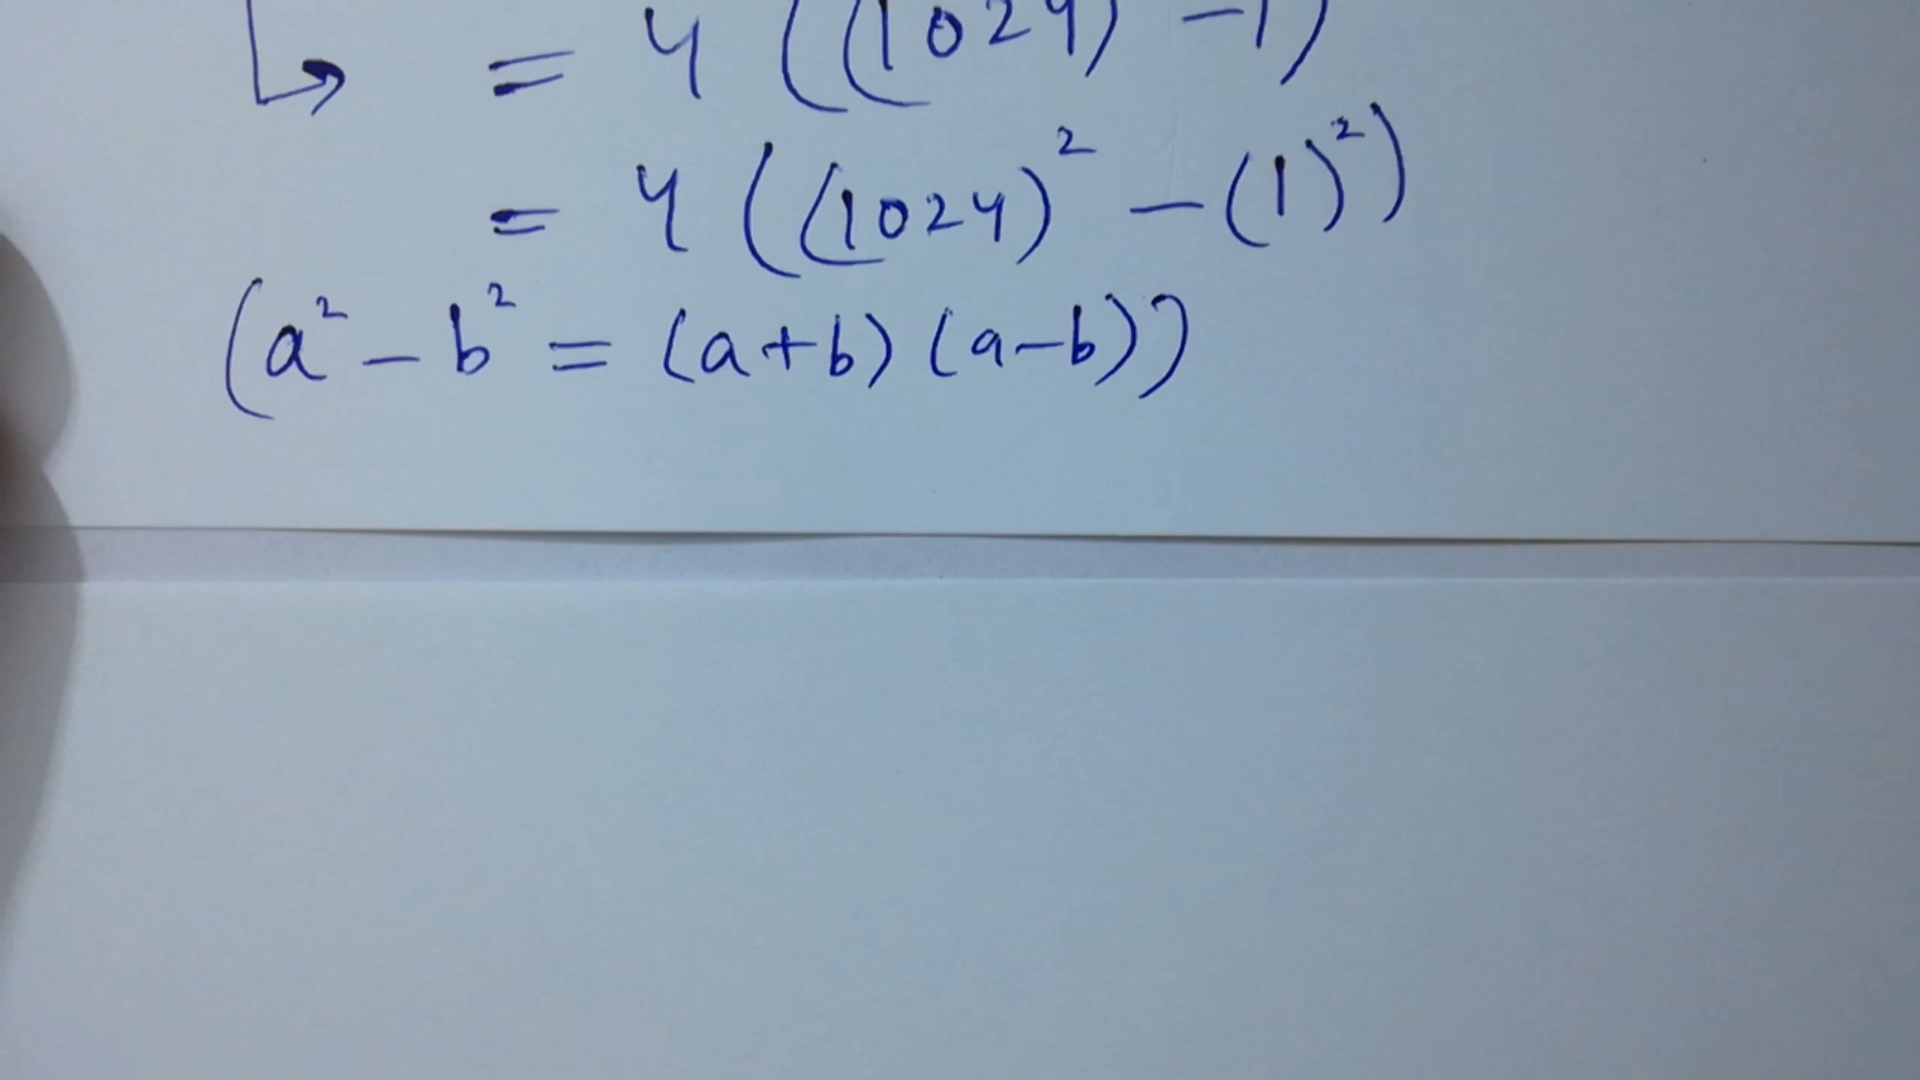 = 4 ((1024) - 1)
= 4 ((1024)² - (1)²)
(a² - b² = (a+b) (a-b))